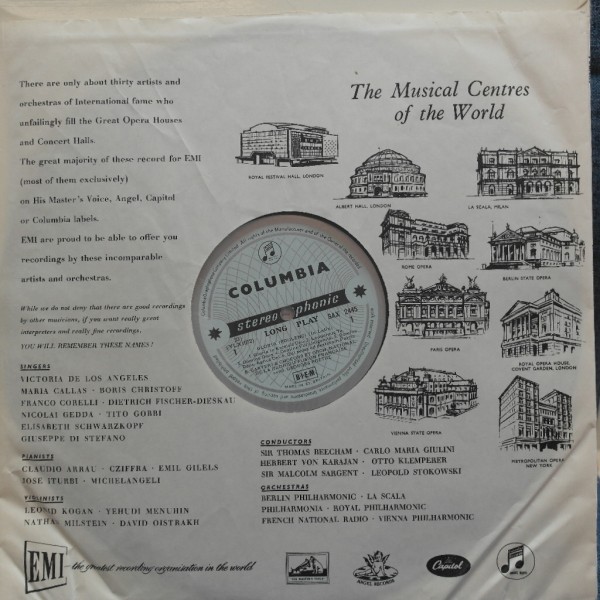 There are only about thirty artists and
orchestras of International fame who
unfailingly fill the Great Opera Houses
and Concert Halls.
The great majority of these record for EMI
(most of them exclusively)
on His Master's Voice, Angel, Capitol
or Columbia labels.
EMI are proud to be able to offer you
recordings by these incomparable
artists and orchestras.
While we do not deny that there are good recordings
by other musicians, if you want really great
interpreters and really fine recordings.
YOU WILL REMEMBER THESE NAMES!
SINGERS
VICTORIA DE LOS ANGELES
MARIA CALLAS · BORIS CHRISTOFF
FRANCO CORELLI · DIETRICH FISCHER-DIESKAU
NICOLAI GEDDA · TITO GOBBI
ELISABETH SCHWARZKOPF
GIUSEPPE DI STEFANO
PIANISTS
CLAUDIO ARRAU · CZIFFRA · EMIL GILELS
JOSE ITURBI · MICHELANGELI
VIOLINISTS
LEONID KOGAN · YEHUDI MENUHIN
NATHAN MILSTEIN · DAVID OISTRAKH
The Musical Centres
of the World
ROYAL FESTIVAL HALL, LONDON
ALBERT HALL, LONDON
LA SCALA, MILAN
ROME OPERA
BERLIN STATE OPERA
PARIS OPERA
ROYAL OPERA HOUSE,
COVENT GARDEN, LONDON
VIENNA STATE OPERA
METROPOLITAN OPERA
NEW YORK
COLUMBIA
stereophonic
LONG PLAY
SAX 2445
1
1
BIEM
CONDUCTORS
SIR THOMAS BEECHAM · CARLO MARIA GIULINI
HERBERT VON KARAJAN · OTTO KLEMPERER
SIR MALCOLM SARGENT · LEOPOLD STOKOWSKI
ORCHESTRAS
BERLIN PHILHARMONIC · LA SCALA
PHILHARMONIA · ROYAL PHILHARMONIC
FRENCH NATIONAL RADIO · VIENNA PHILHARMONIC
EMI
the greatest recording organisation in the world
ANGEL RECORDS
Capitol